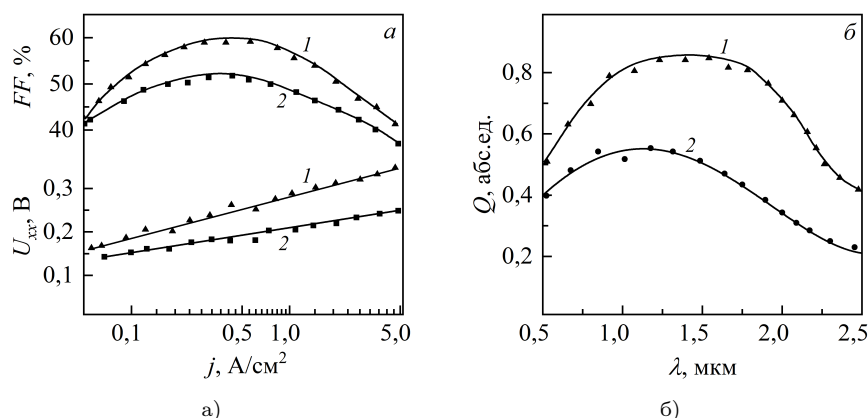 а
FF, %
60
50
40
1
2
U_xx, В
0,3
0,2
0,1
1
2
0,1
0,5
1,0
5,0
j, А/см²
а)
б
Q, абс.ед.
0,8
0,6
0,4
0,2
1
2
0,5
1,0
1,5
2,0
2,5
λ, мкм
б)